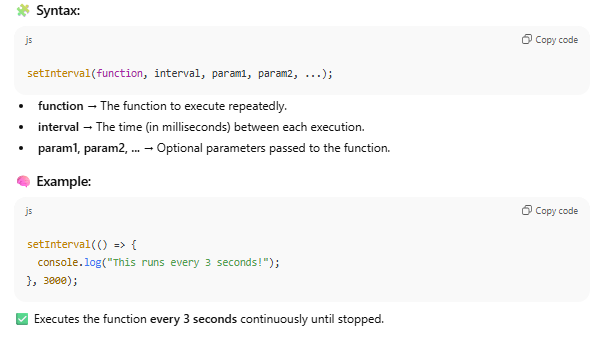 🧩 Syntax:
js
Copy code
setInterval(function, interval, param1, param2, ...);
• function → The function to execute repeatedly.
• interval → The time (in milliseconds) between each execution.
• param1, param2, ... → Optional parameters passed to the function.
🧠 Example:
js
Copy code
setInterval(() => {
  console.log("This runs every 3 seconds!");
}, 3000);
✅ Executes the function every 3 seconds continuously until stopped.